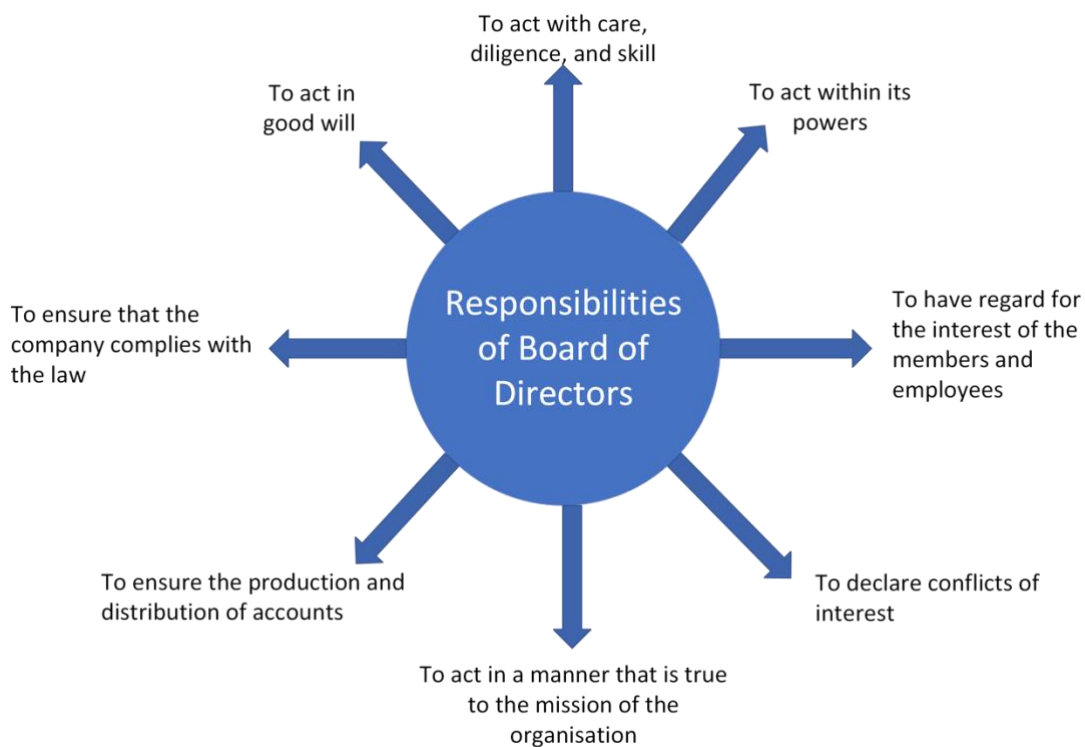 To act with care,
diligence, and skill
To act in
good will
To act within its
powers
Responsibilities
of Board of
Directors
To ensure that the
company complies with
the law
To have regard for
the interest of the
members and
employees
To ensure the production and
distribution of accounts
To declare conflicts of
interest
To act in a manner that is true
to the mission of the
organisation